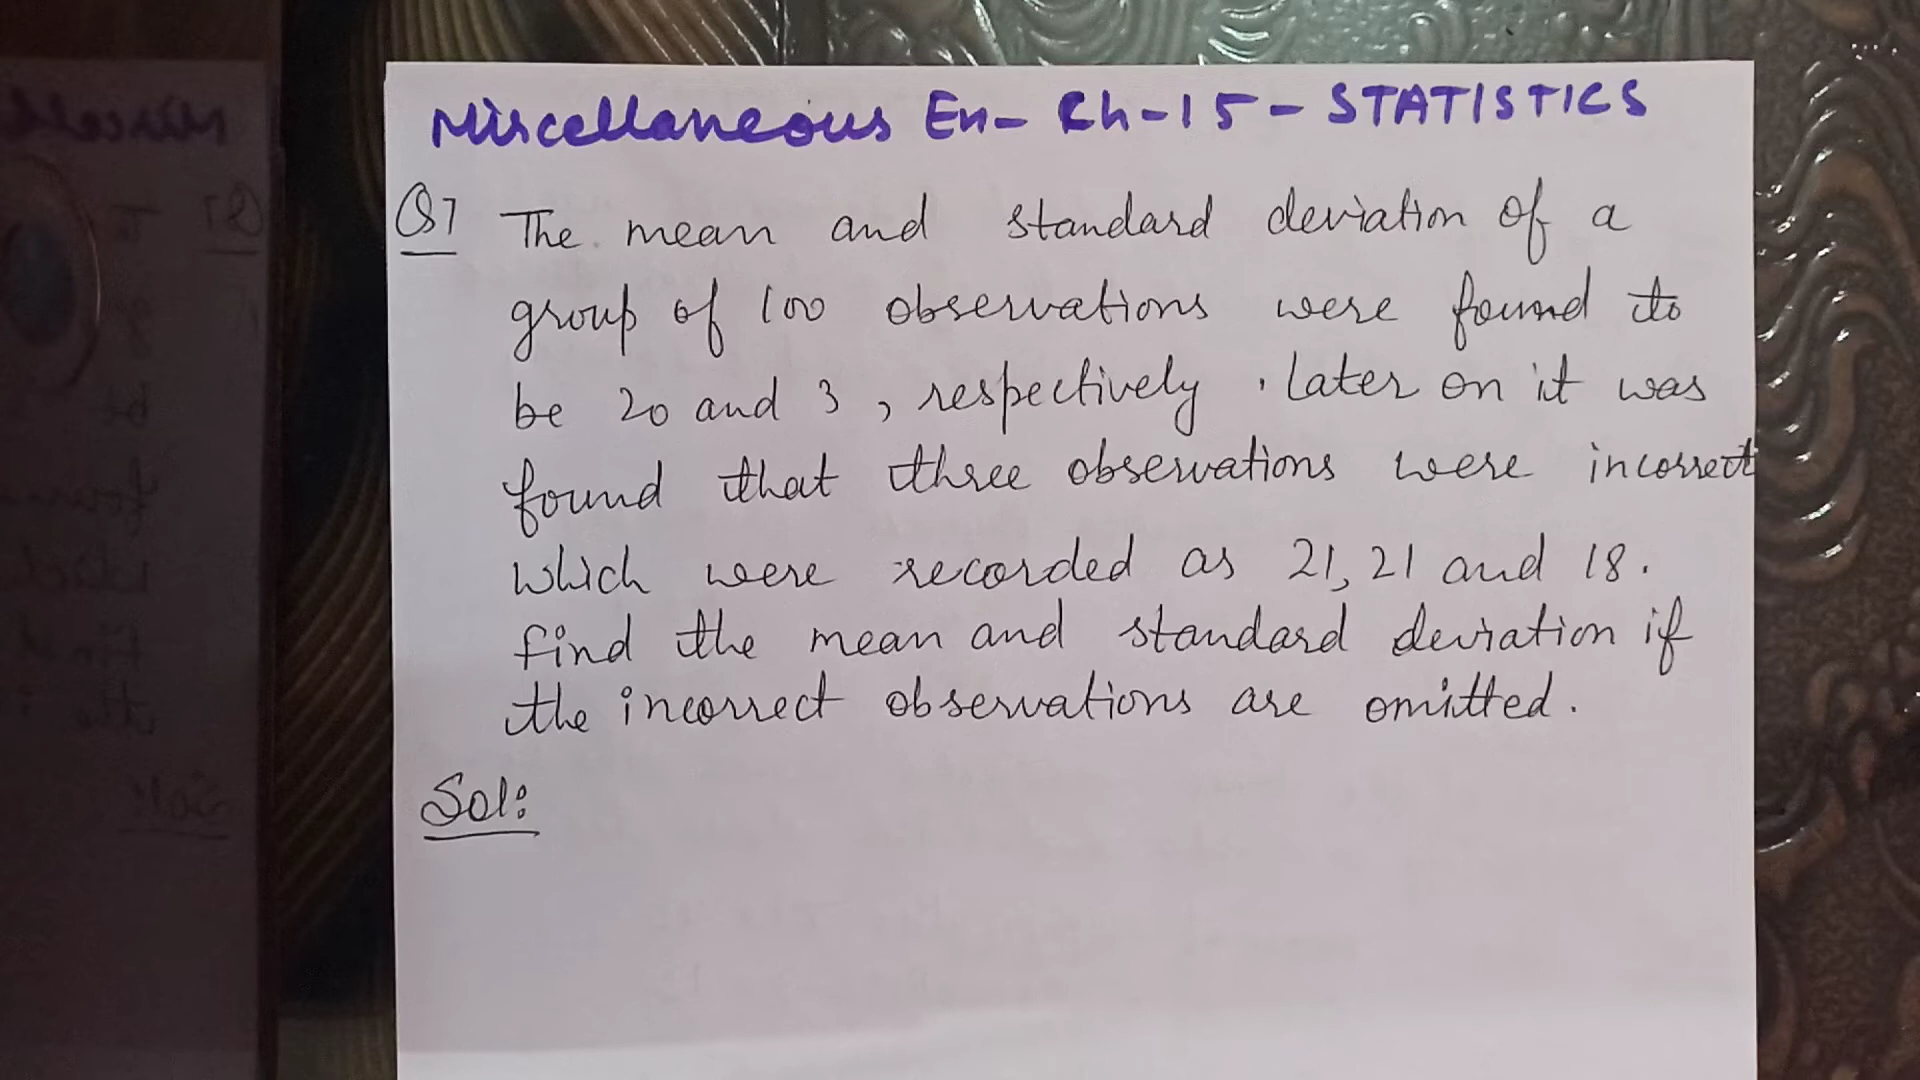 Miscellaneous Ex- Ch-15- STATISTICS
Q7 The mean and standard deviation of a
group of 100 observations were found to
be 20 and 3, respectively. Later on it was
found that three observations were incorrect
which were recorded as 21, 21 and 18.
Find the mean and standard deviation if
the incorrect observations are omitted.
Sol: